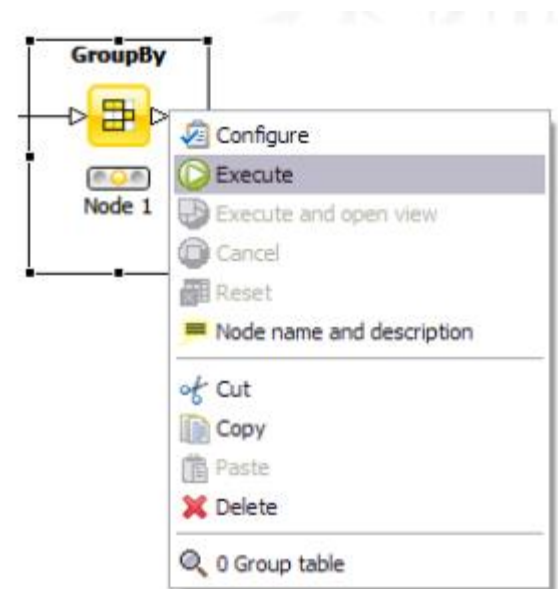 GroupBy
Node 1
Configure
Execute
Execute and open view
Cancel
Reset
Node name and description
Cut
Copy
Paste
Delete
0 Group table